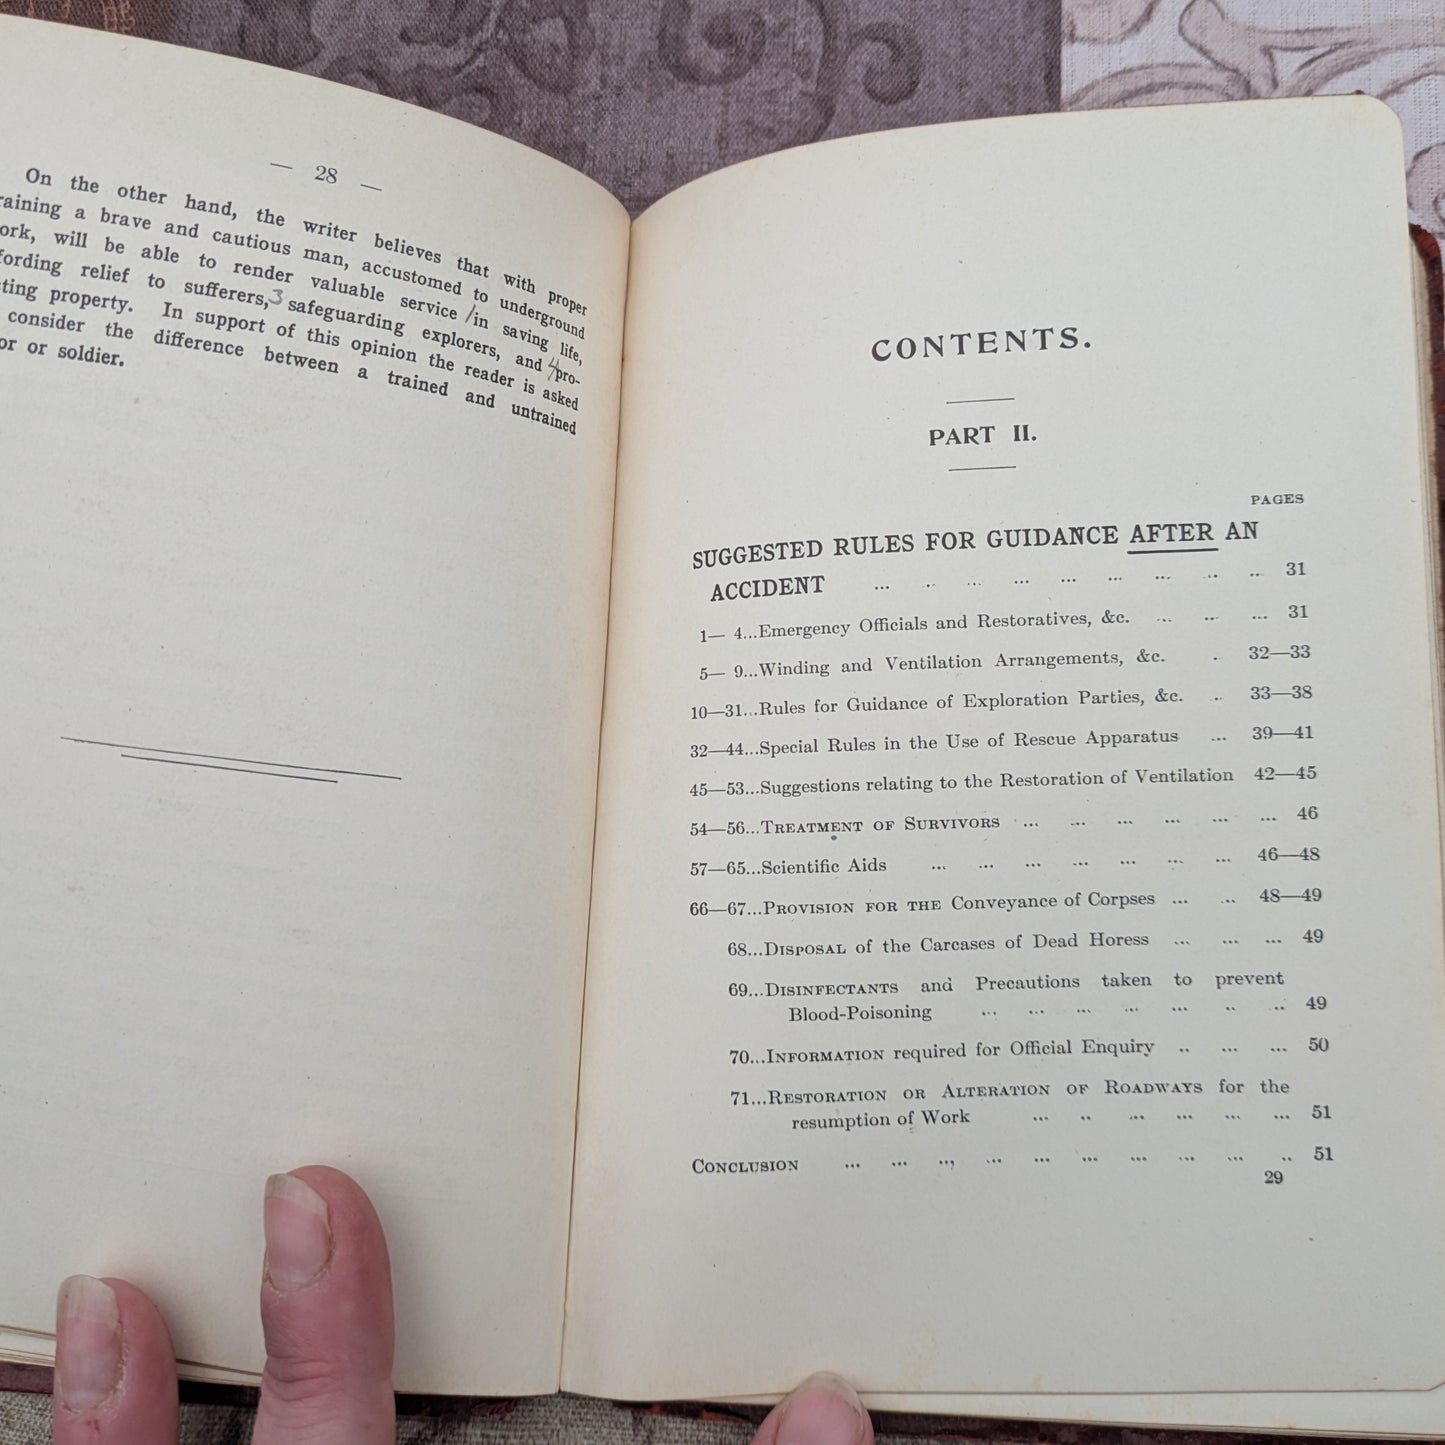 — 28 —
On the other hand, the writer believes that with proper
raining a brave and cautious man, accustomed to underground
ork, will be able to render valuable service /in saving life,
fording relief to sufferers,3 safeguarding explorers, and 4/pro-
ting property. In support of this opinion the reader is asked
consider the difference between a trained and untrained
or or soldier.
CONTENTS.
PART II.
PAGES
SUGGESTED RULES FOR GUIDANCE AFTER AN
ACCIDENT ... .. ... ... ... ... ... .. .. 31
1— 4...Emergency Officials and Restoratives, &c. ... ... ... 31
5— 9...Winding and Ventilation Arrangements, &c. . 32—33
10—31...Rules for Guidance of Exploration Parties, &c. .. 33—38
32—44...Special Rules in the Use of Rescue Apparatus ... 39—41
45—53...Suggestions relating to the Restoration of Ventilation 42—45
54—56...TREATMENT OF SURVIVORS ... ... ... ... ... ... 46
57—65...Scientific Aids ... ... ... ... ... ... ... 46—48
66—67...PROVISION FOR THE Conveyance of Corpses ... ... 48—49
68...DISPOSAL of the Carcases of Dead Horess ... ... ... 49
69...DISINFECTANTS and Precautions taken to prevent
Blood-Poisoning ... ... ... ... ... .. .. 49
70...INFORMATION required for Official Enquiry .. ... ... 50
71...RESTORATION OR ALTERATION OF ROADWAYS for the
resumption of Work ... .. ... ... ... ... 51
CONCLUSION ... ... .., ... ... ... ... ... ... .. 51
29